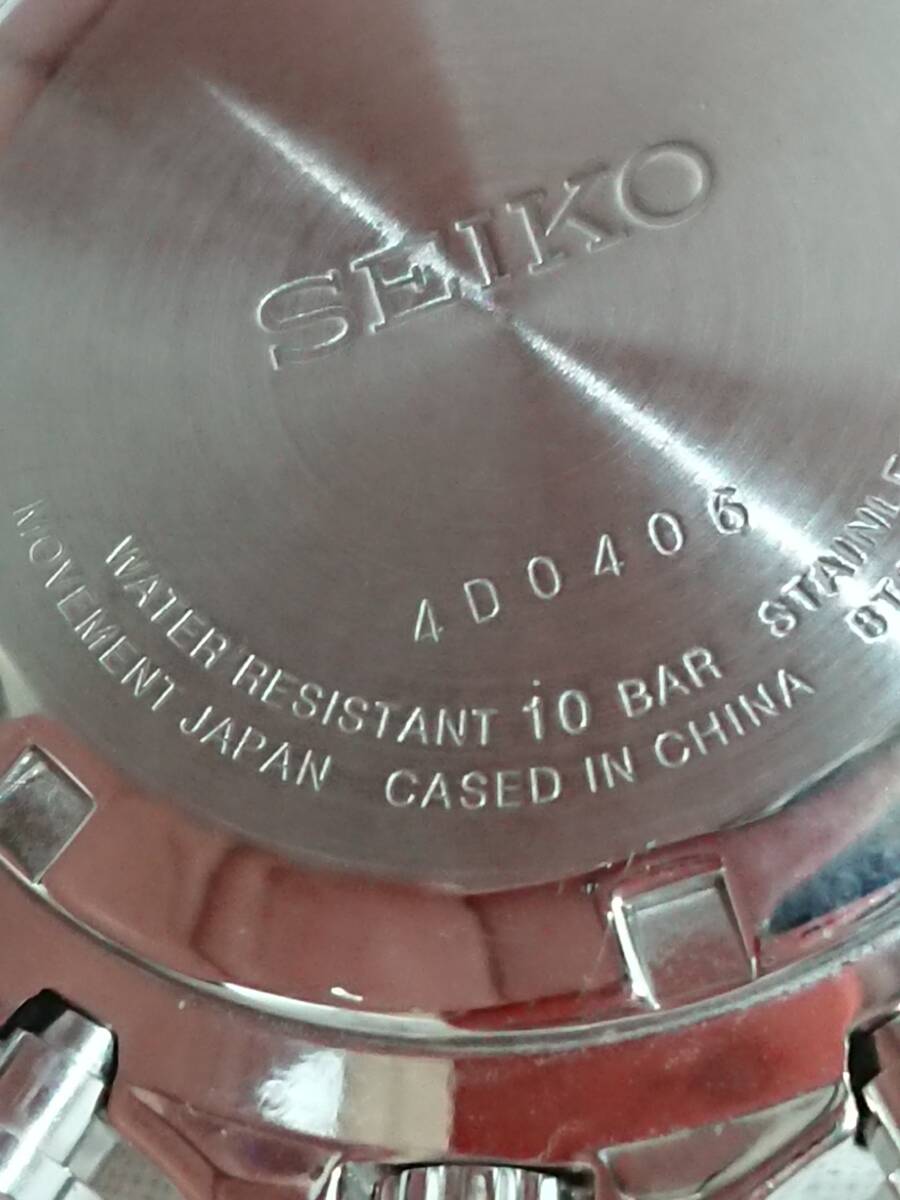 SEIKO
4D0406
WATER RESISTANT 10 BAR
MOVEMENT JAPAN CASED IN CHINA